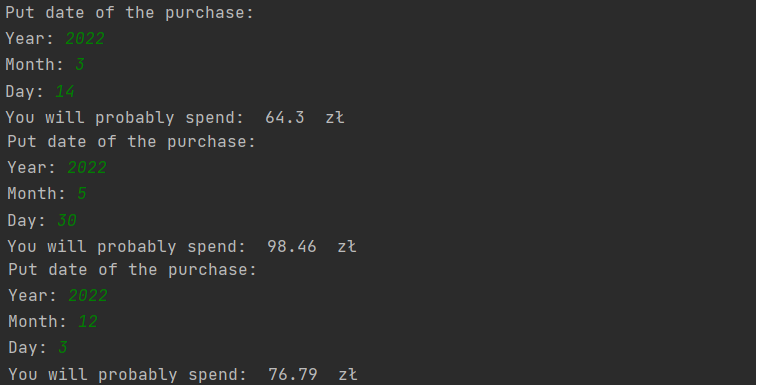 Put date of the purchase:
Year: 2022
Month: 3
Day: 14
You will probably spend:  64.3  zł
Put date of the purchase:
Year: 2022
Month: 5
Day: 30
You will probably spend:  98.46  zł
Put date of the purchase:
Year: 2022
Month: 12
Day: 3
You will probably spend:  76.79  zł